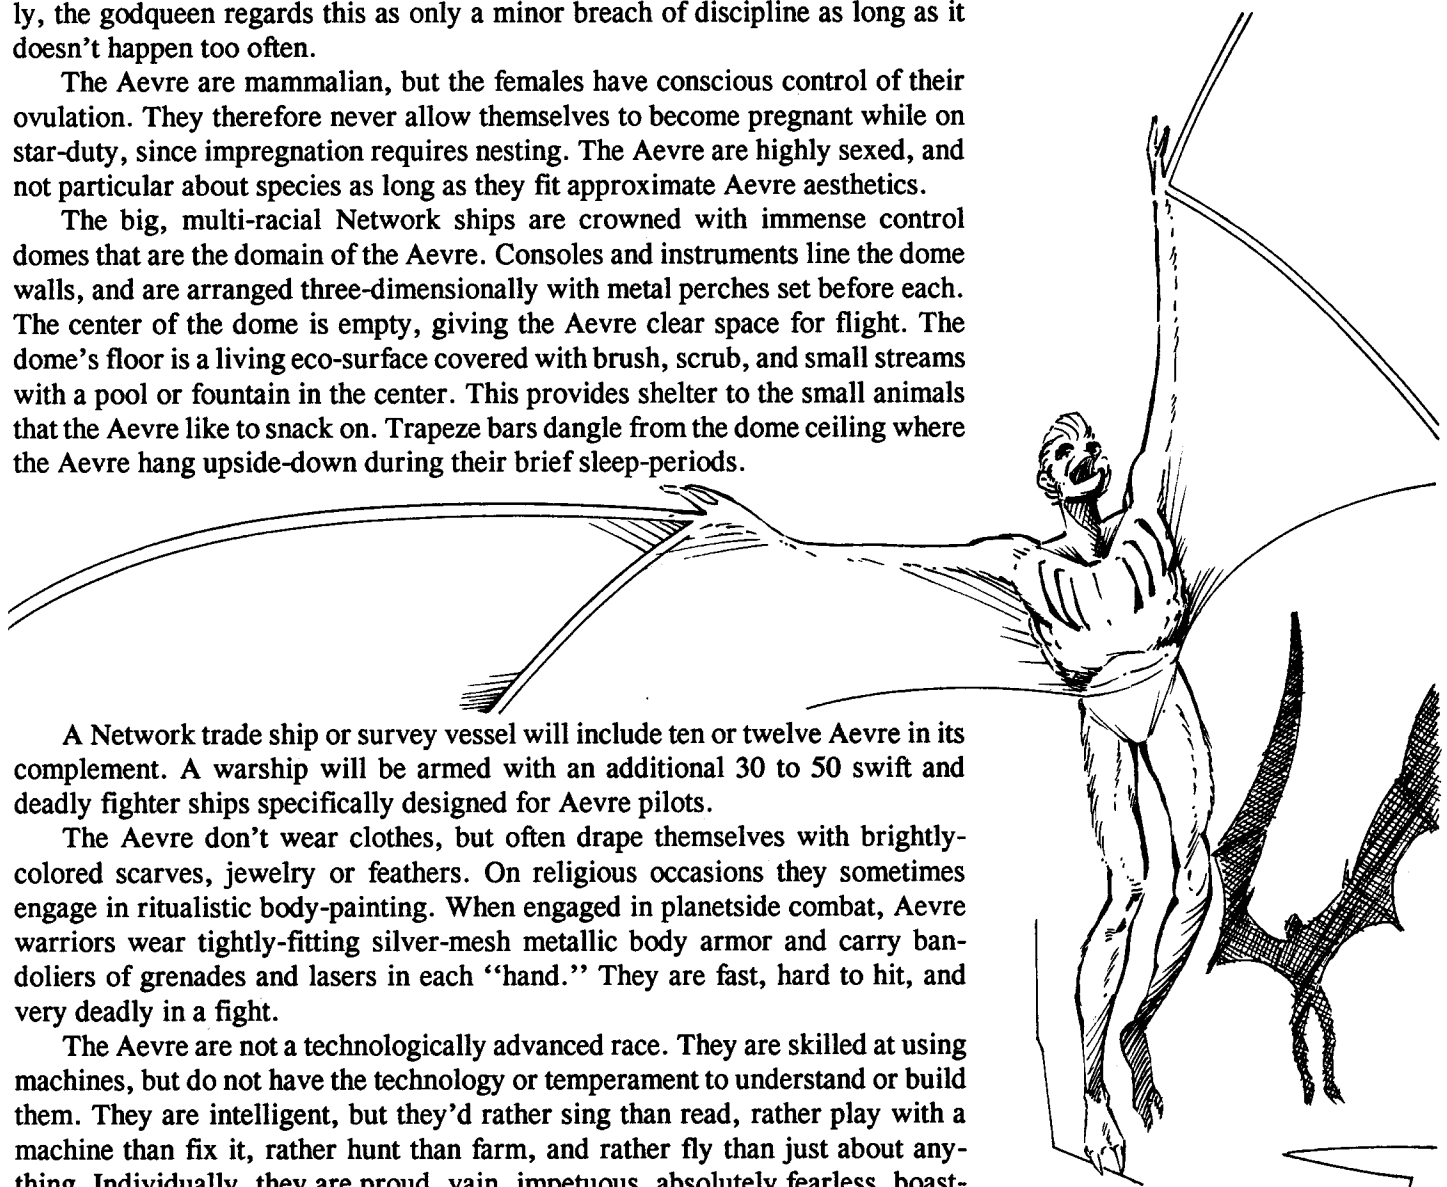 ly, the godqueen regards this as only a minor breach of discipline as long as it
doesn't happen too often.
The Aevre are mammalian, but the females have conscious control of their
ovulation. They therefore never allow themselves to become pregnant while on
star-duty, since impregnation requires nesting. The Aevre are highly sexed, and
not particular about species as long as they fit approximate Aevre aesthetics.
The big, multi-racial Network ships are crowned with immense control
domes that are the domain of the Aevre. Consoles and instruments line the dome
walls, and are arranged three-dimensionally with metal perches set before each.
The center of the dome is empty, giving the Aevre clear space for flight. The
dome's floor is a living eco-surface covered with brush, scrub, and small streams
with a pool or fountain in the center. This provides shelter to the small animals
that the Aevre like to snack on. Trapeze bars dangle from the dome ceiling where
the Aevre hang upside-down during their brief sleep-periods.
A Network trade ship or survey vessel will include ten or twelve Aevre in its
complement. A warship will be armed with an additional 30 to 50 swift and
deadly fighter ships specifically designed for Aevre pilots.
The Aevre don't wear clothes, but often drape themselves with brightly-
colored scarves, jewelry or feathers. On religious occasions they sometimes
engage in ritualistic body-painting. When engaged in planetside combat, Aevre
warriors wear tightly-fitting silver-mesh metallic body armor and carry ban-
doliers of grenades and lasers in each "hand." They are fast, hard to hit, and
very deadly in a fight.
The Aevre are not a technologically advanced race. They are skilled at using
machines, but do not have the technology or temperament to understand or build
them. They are intelligent, but they'd rather sing than read, rather play with a
machine than fix it, rather hunt than farm, and rather fly than just about any-
thing. Individually, they are proud, vain, impetuous, absolutely fearless, boast-